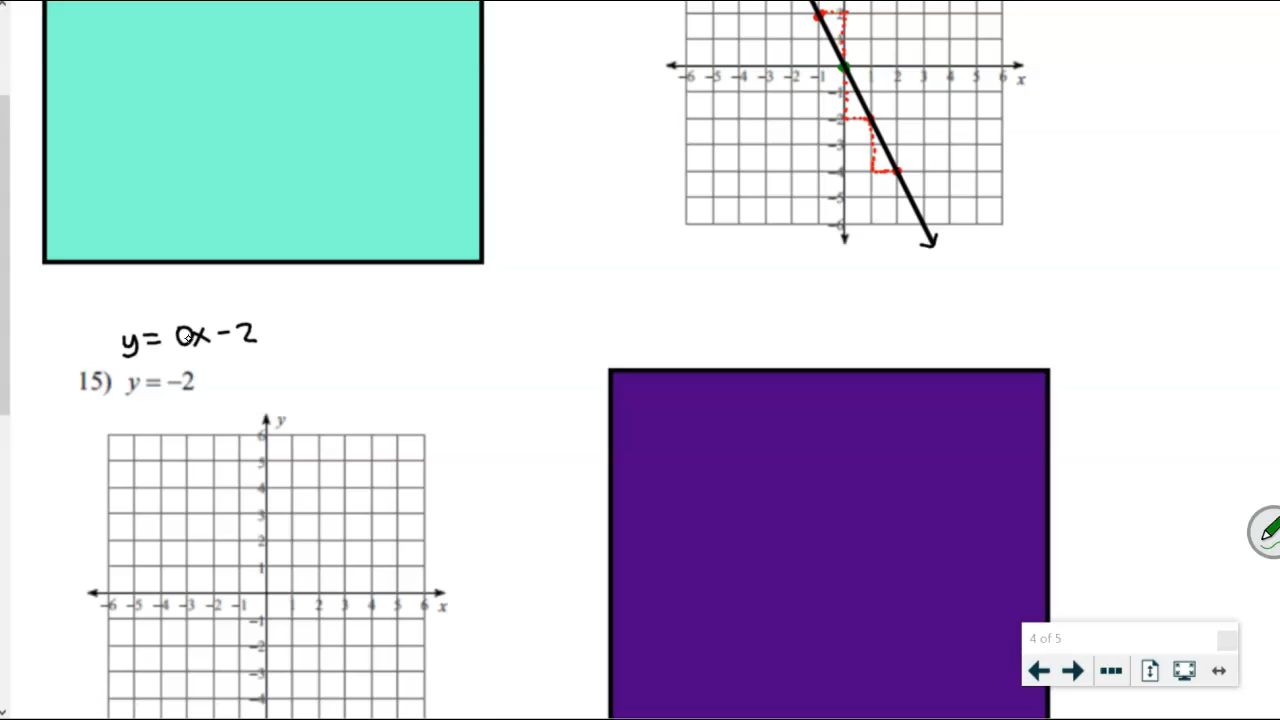 2
-6 -5 -4 -3 -2 -1 1 2 3 4 5 6 x
-1
-2
-3
-4
-5
-6
y = 0x - 2
15) y = –2
y
6
5
4
3
2
1
-6 -5 -4 -3 -2 -1 1 2 3 4 5 6 x
-1
-2
-3
-4
4 of 5